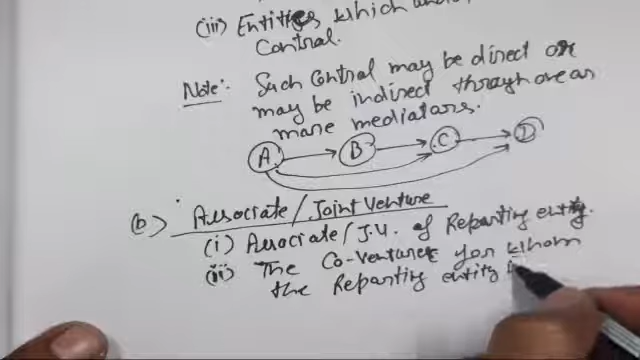 (iii) Entities which
Control.
Note:- Such Control may be direct or
may be indirect through one or
more mediators.
A B C D
(b) Associate/Joint Venture
(i) Associate/J.V. of Reporting entity.
(ii) The Co-Venturer for whom
the Reporting entity